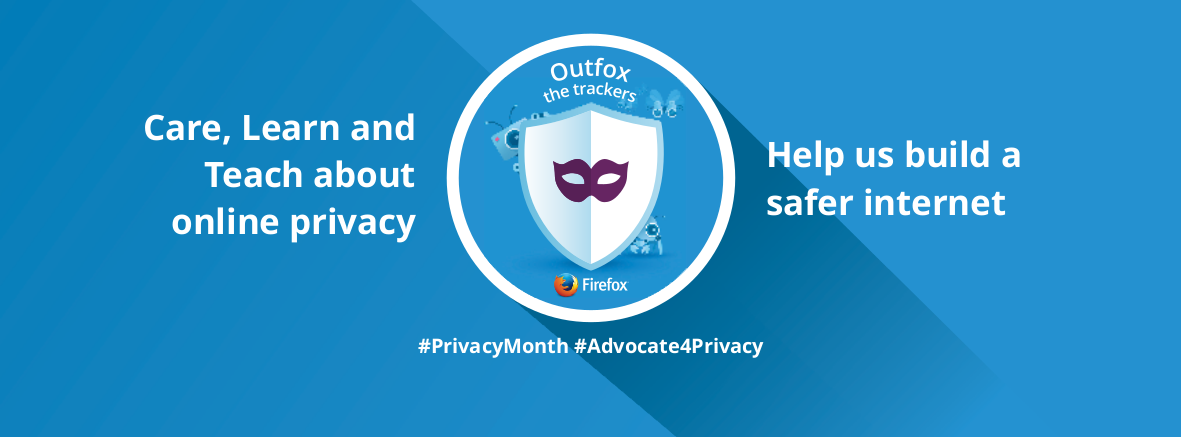 Care, Learn and
Teach about
online privacy
Outfox
the trackers
Firefox
Help us build a
safer internet
#PrivacyMonth #Advocate4Privacy